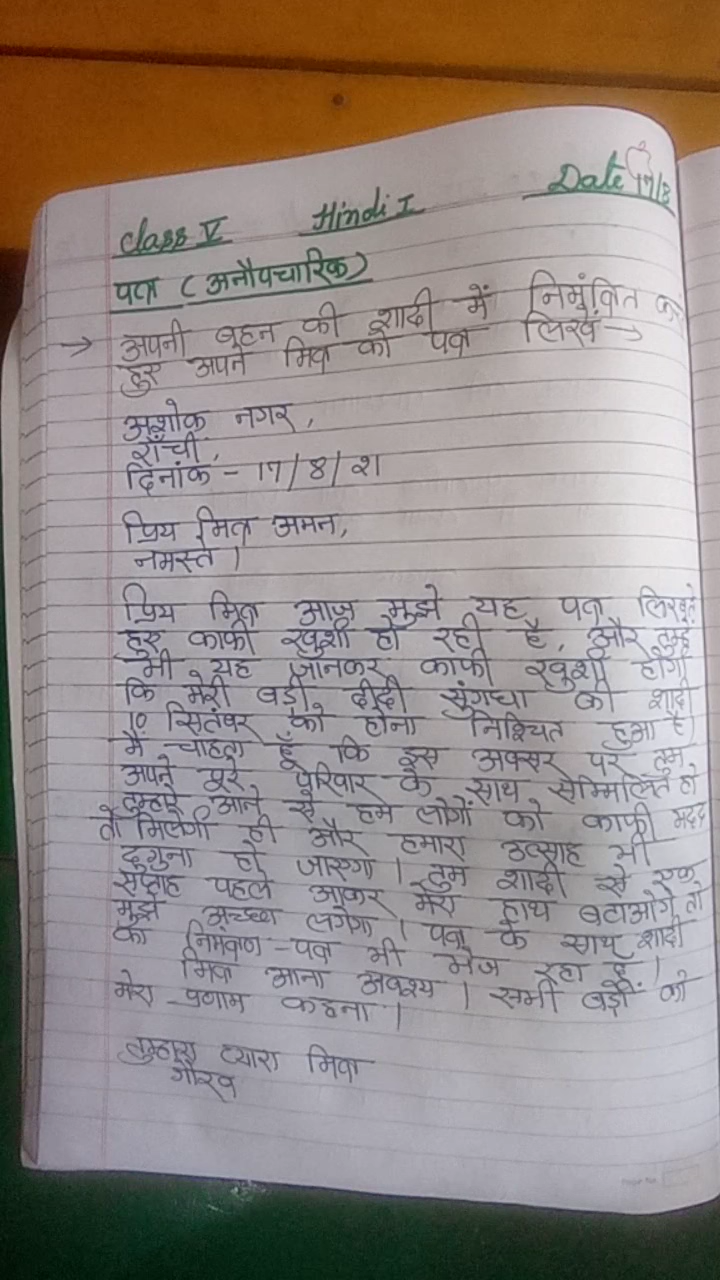 Class V Hindi I Date 17/8
पत्र (अनौपचारिक)
→ अपनी बहन की शादी में निमंत्रित करते
हुए अपने मित्र को पत्र लिखें →
अशोक नगर,
राँची,
दिनांक - 17/8/२१
प्रिय मित्र अमन,
नमस्ते।
प्रिय मित्र आज मुझे यह पत्र लिखते
हुए काफी खुशी हो रही है, और तुम्हें
भी यह जानकर काफी खुशी होगी
कि मेरी बड़ी दीदी सुंगधा की शादी
10 सितंबर को होना निश्चित हुआ है।
मैं चाहता हूँ कि इस अवसर पर तुम
अपने पूरे परिवार के साथ सम्मिलित हो
तुम्हारे आने से हम लोगों को काफी मदद
तो मिलेगी ही और हमारा उत्साह भी
दुगुना हो जाएगा। तुम शादी से एक
सप्ताह पहले आकर मेरा हाथ बटाओगे तो
मुझे अच्छा लगेगा। पत्र के साथ शादी
का निमंत्रण-पत्र भी भेज रहा हूँ।
मित्र आना अवश्य। सभी बड़ों को
मेरा प्रणाम कहना।
तुम्हारा प्यारा मित्र
गौरव